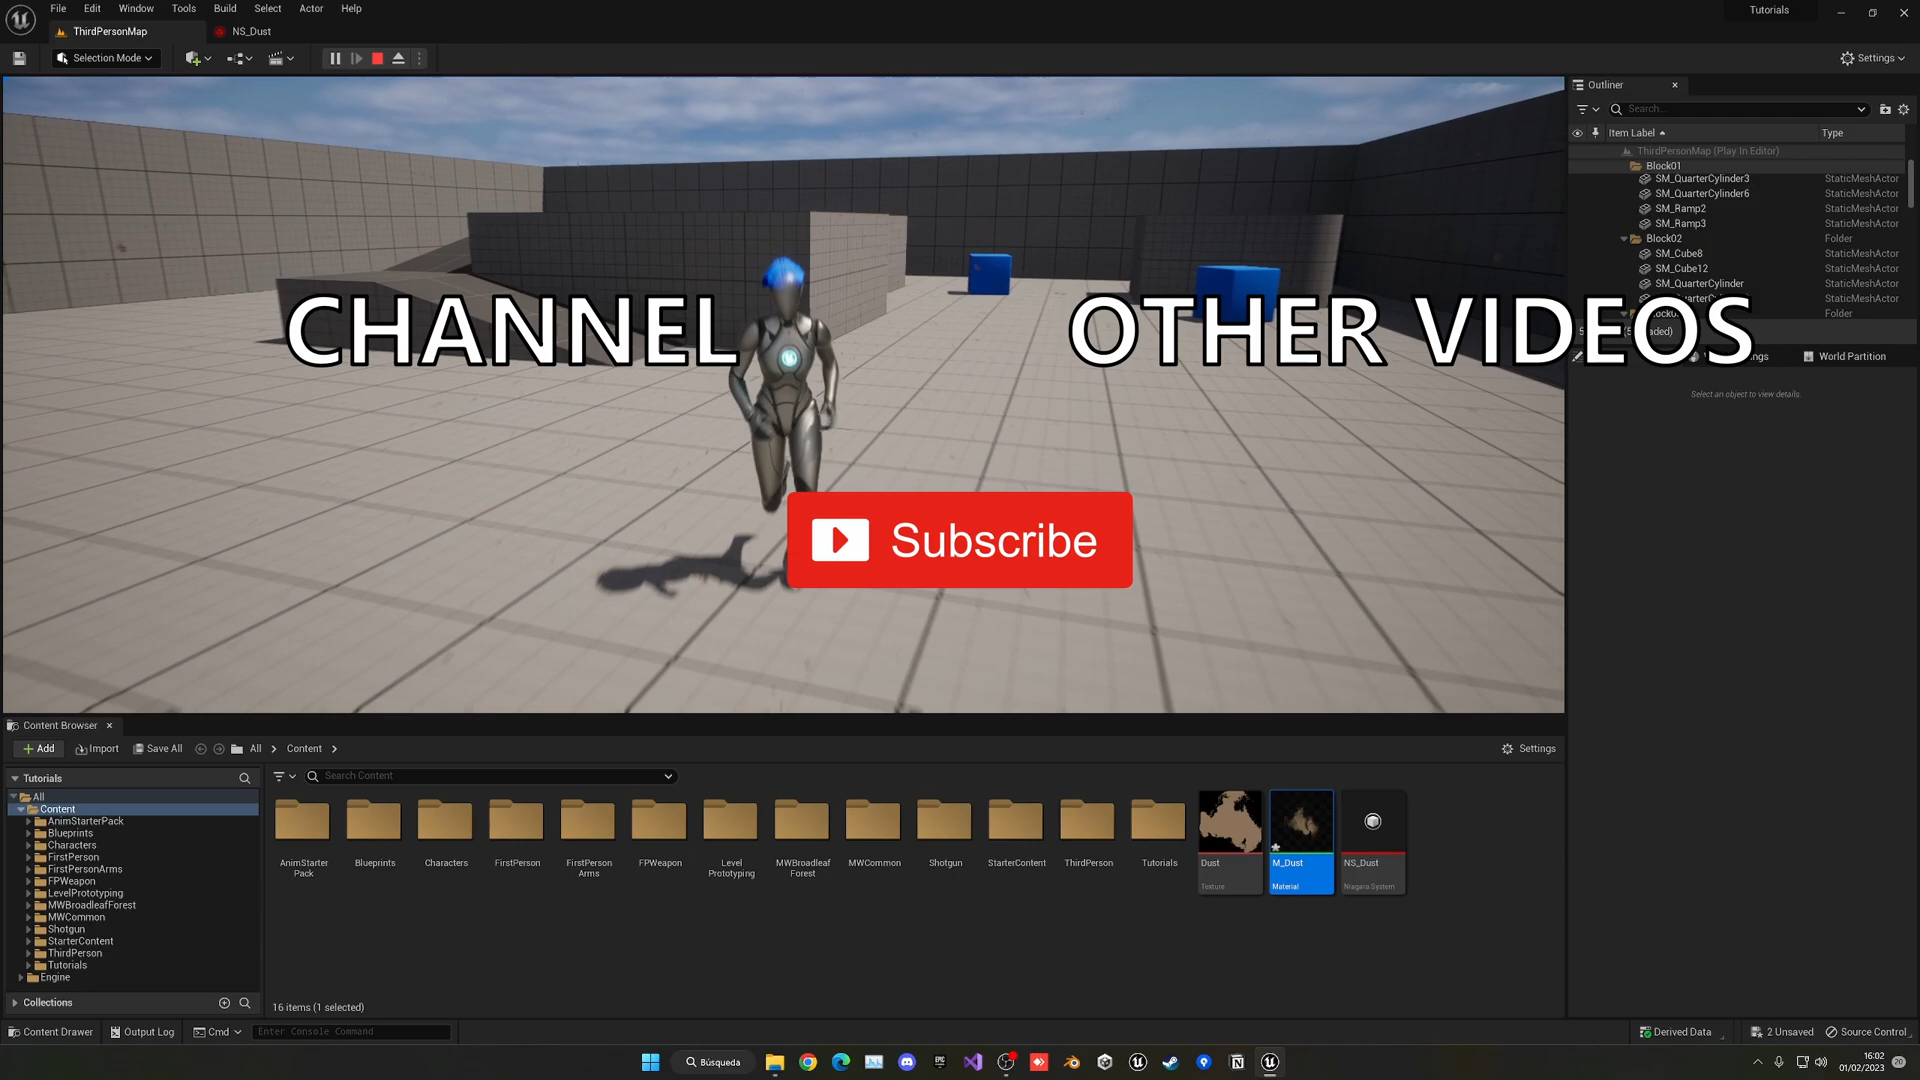 File Edit Window Tools Build Select Actor Help
Tutorials
ThirdPersonMap
NS_Dust
Selection Mode
Settings
Outliner
Search...
Item Label
Type
ThirdPersonMap (Play In Editor)
Block01
SM_QuarterCylinder3 StaticMeshActor
SM_QuarterCylinder6 StaticMeshActor
SM_Ramp2 StaticMeshActor
SM_Ramp3 StaticMeshActor
Block02 Folder
SM_Cube8 StaticMeshActor
SM_Cube12 StaticMeshActor
SM_QuarterCylinder StaticMeshActor
StaticMeshActor
Folder
World Partition
Select an object to view details.
CHANNEL
OTHER VIDEOS
Subscribe
Content Browser
Add Import Save All All Content
Settings
Tutorials
Search Content
All
Content
AnimStarterPack
Blueprints
Characters
FirstPerson
FirstPersonArms
FPWeapon
LevelPrototyping
MWBroadleafForest
MWCommon
Shotgun
StarterContent
ThirdPerson
Tutorials
Engine
Collections
AnimStarter
Pack
Blueprints
Characters
FirstPerson
FirstPerson
Arms
FPWeapon
Level
Prototyping
MWBroadleaf
Forest
MWCommon
Shotgun
StarterContent
ThirdPerson
Tutorials
Dust
Texture
M_Dust
Material
NS_Dust
Niagara System
16 items (1 selected)
Content Drawer
Output Log
Cmd
Enter Console Command
Derived Data
2 Unsaved
Source Control
Búsqueda
EPIC
16:02
01/02/2023
20